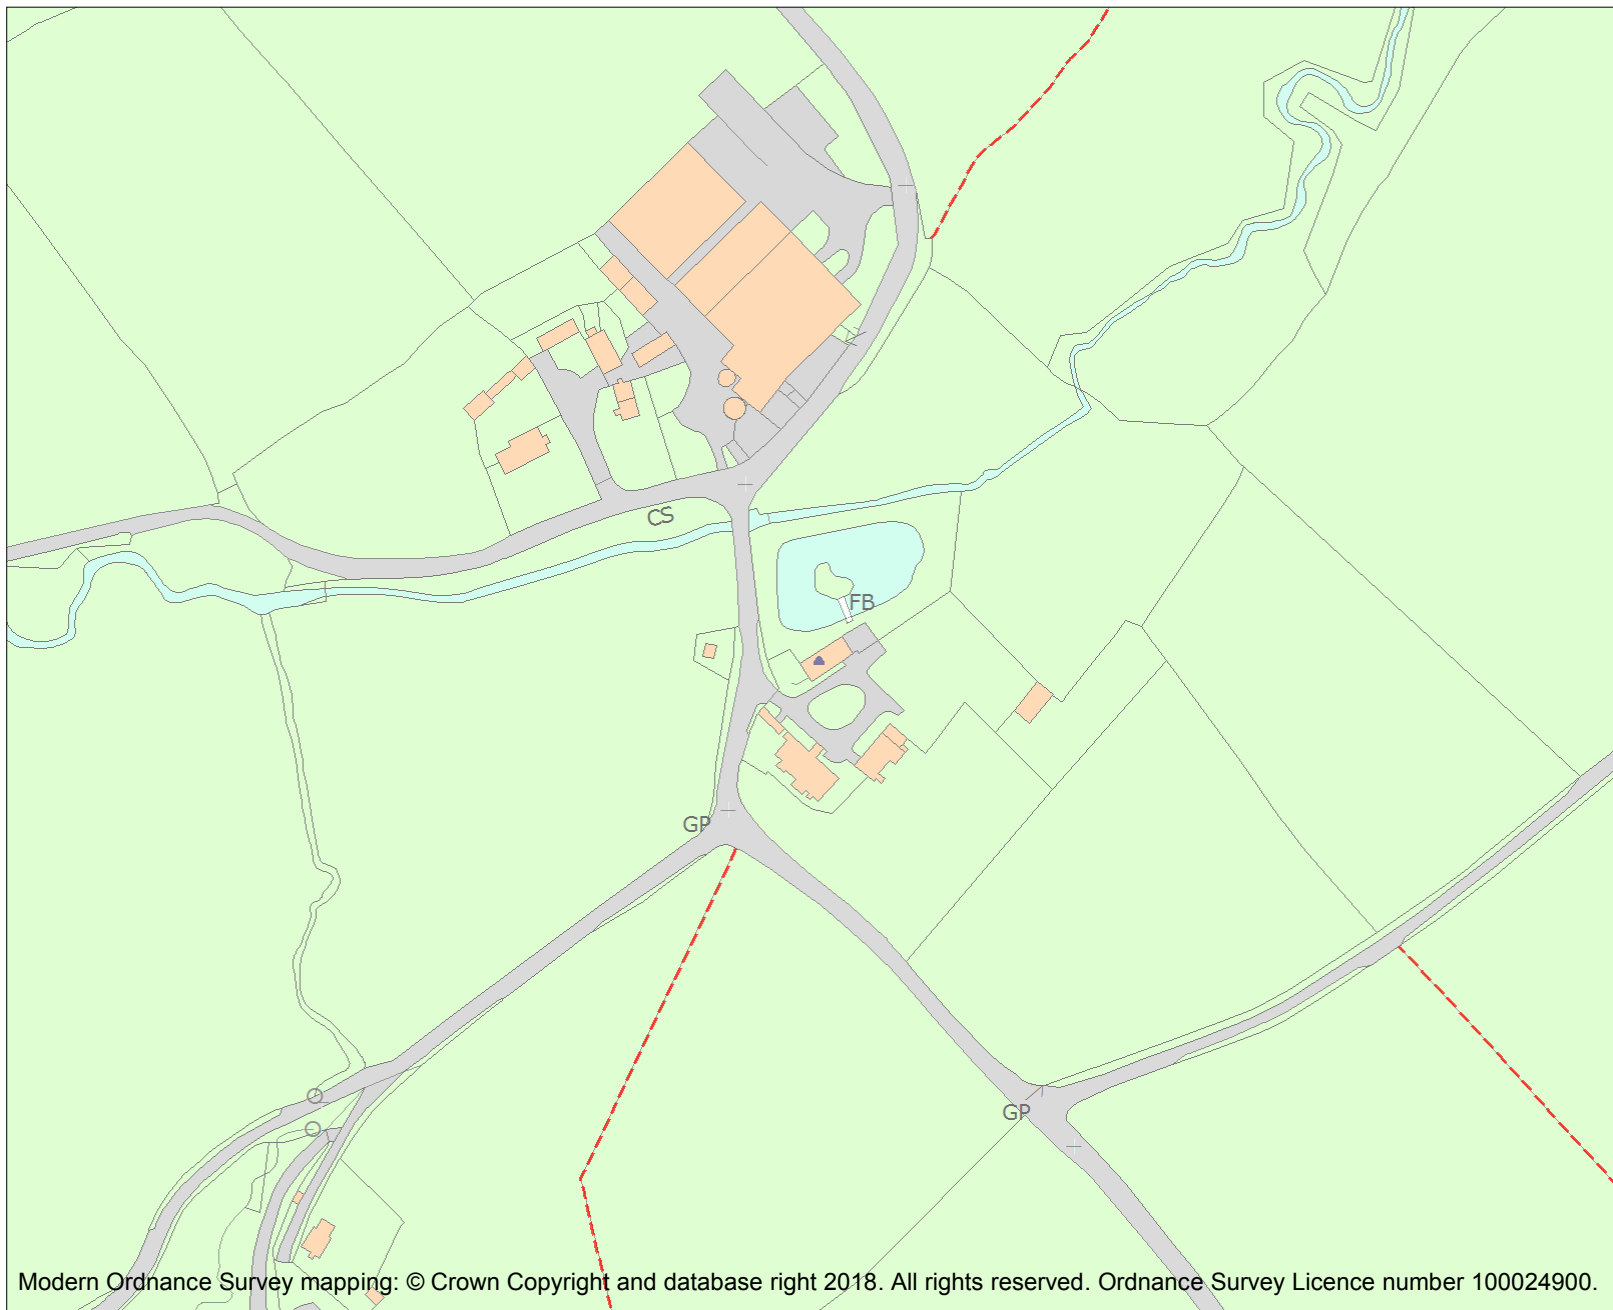 CS
FB
GP
GP
Modern Ordnance Survey mapping: © Crown Copyright and database right 2018. All rights reserved. Ordnance Survey Licence number 100024900.